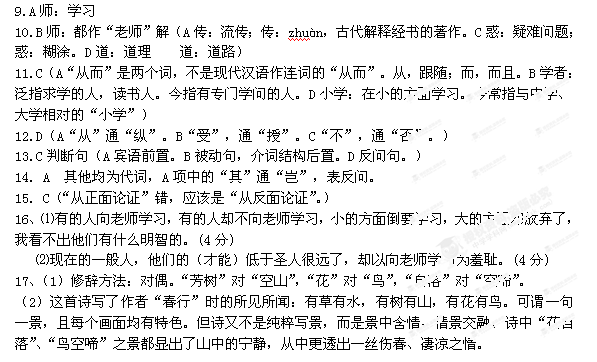 9.A 师：学习
10.B 师：都作“老师”解（A 传：流传；传：zhuàn，古代解释经书的著作。C 惑：疑难问题；
惑：糊涂。D 道：道理　　道：道路）
11.C（A“从而”是两个词，不是现代汉语作连词的“从而”。从，跟随；而，而且。B 学者：
泛指求学的人，读书人。今指有专门学问的人。D 小学：在小的方面学习。常指与中学、
大学相对的“小学”）
12.D（A“从”通“纵”。B“受”，通“授”。C“不”，通“否”。）
13.C 判断句（A 宾语前置。B 被动句，介词结构后置。D 反问句。）
14. A　其他均为代词，A 项中的“其”通“岂”，表反问。
15. C（“从正面论证”错，应该是“从反面论证”。）
16、⑴有的人向老师学习，有的人却不向老师学习，小的方面倒要学习，大的方面放弃了，
我看不出他们有什么明智的。(4 分)
⑵现在的一般人，他们的（才能）低于圣人很远了，却以向老师学为羞耻。(4 分)
17、（1）修辞方法：对偶。“芳树”对“空山”，“花”对“鸟”，“自落”对“空啼”。
（2）这首诗写了作者“春行”时的所见所闻：有草有水，有树有山，有花有鸟。可谓一句
一景，且每个画面均有特色。但诗又不是纯粹写景，而是景中含情，情景交融。诗中“花自
落”、“鸟空啼”之景都显出了山中的宁静，从中更透出一丝伤春、凄凉之情。